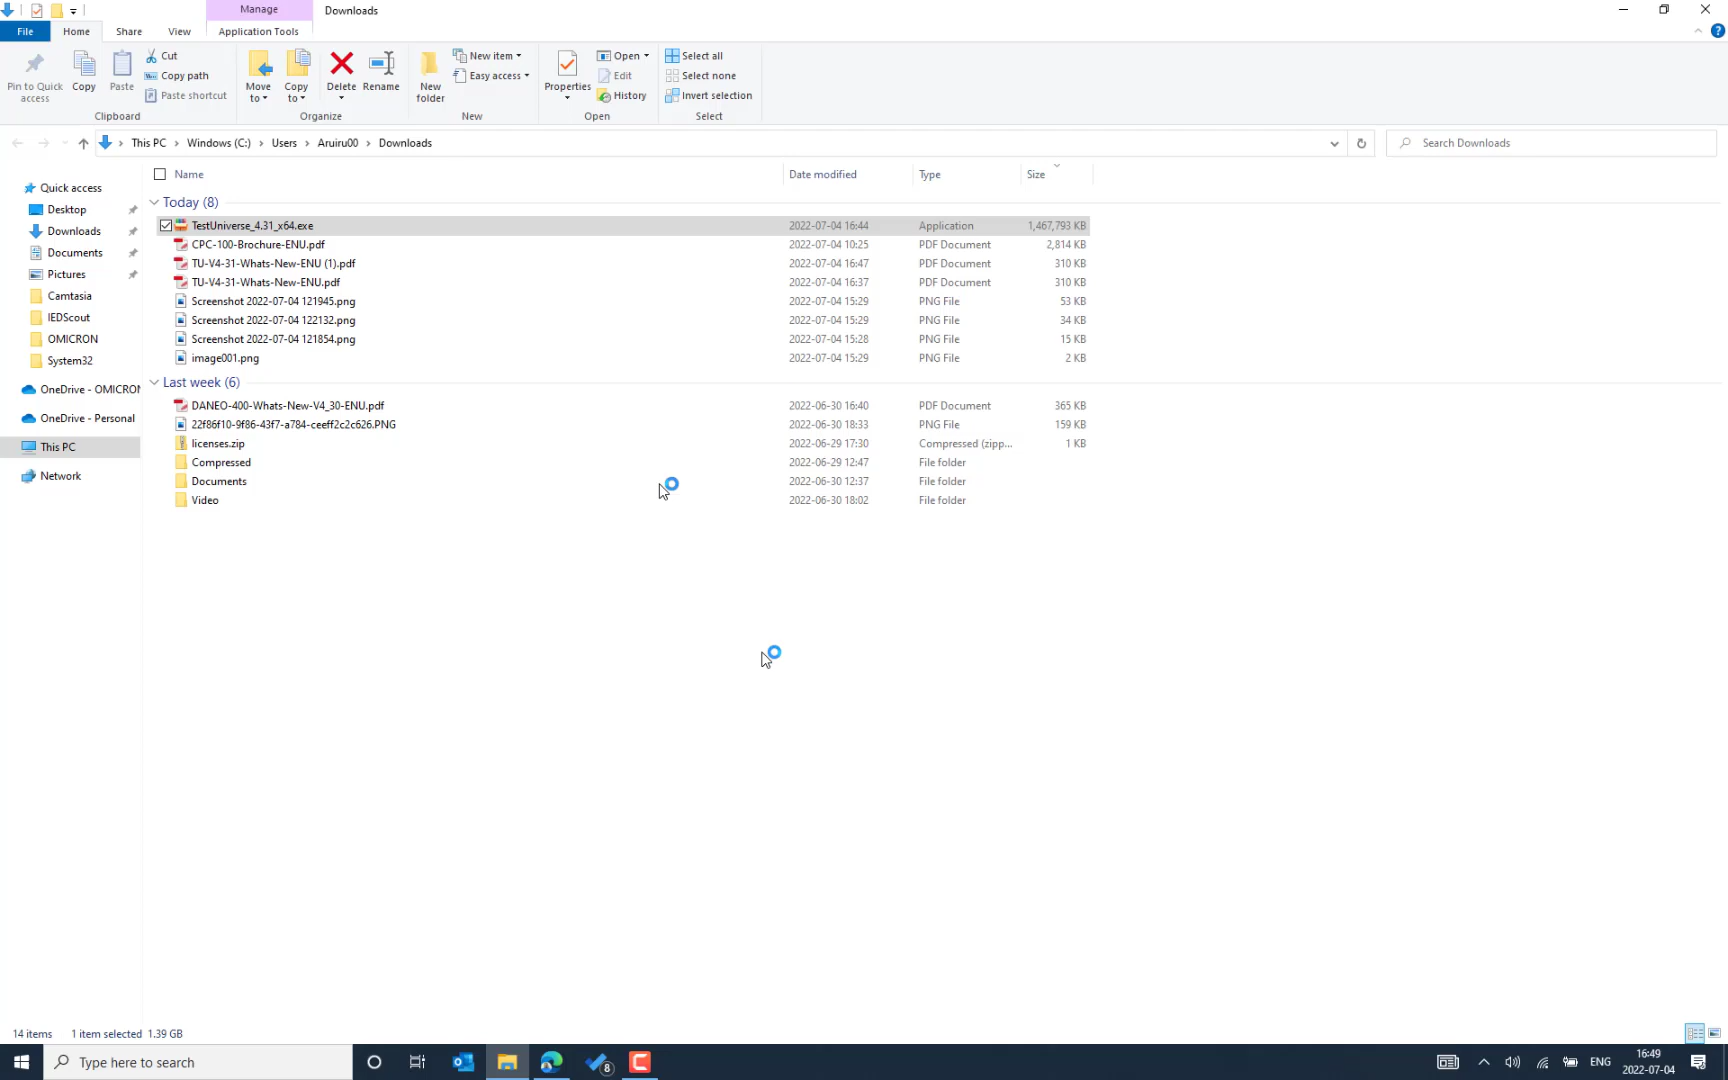 Manage
Downloads
File
Home
Share
View
Application Tools
Pin to Quick access
Copy
Paste
Cut
Copy path
Paste shortcut
Clipboard
Move to
Copy to
Delete
Rename
Organize
New folder
New item
Easy access
New
Properties
Open
Edit
History
Open
Select all
Select none
Invert selection
Select
This PC > Windows (C:) > Users > Aruiru00 > Downloads
Search Downloads
Name
Date modified
Type
Size
Quick access
Desktop
Downloads
Documents
Pictures
Camtasia
IEDScout
OMICRON
System32
OneDrive - OMICRON
OneDrive - Personal
This PC
Network
Today (8)
TestUniverse_4.31_x64.exe 2022-07-04 16:44 Application 1,467,793 KB
CPC-100-Brochure-ENU.pdf 2022-07-04 10:25 PDF Document 2,814 KB
TU-V4-31-Whats-New-ENU (1).pdf 2022-07-04 16:47 PDF Document 310 KB
TU-V4-31-Whats-New-ENU.pdf 2022-07-04 16:37 PDF Document 310 KB
Screenshot 2022-07-04 121945.png 2022-07-04 15:29 PNG File 53 KB
Screenshot 2022-07-04 122132.png 2022-07-04 15:29 PNG File 34 KB
Screenshot 2022-07-04 121854.png 2022-07-04 15:28 PNG File 15 KB
image001.png 2022-07-04 15:29 PNG File 2 KB
Last week (6)
DANEO-400-Whats-New-V4_30-ENU.pdf 2022-06-30 16:40 PDF Document 365 KB
22f86f10-9f86-43f7-a784-ceeff2c2c626.PNG 2022-06-30 18:33 PNG File 159 KB
licenses.zip 2022-06-29 17:30 Compressed (zipp... 1 KB
Compressed 2022-06-29 12:47 File folder
Documents 2022-06-30 12:37 File folder
Video 2022-06-30 18:02 File folder
14 items 1 item selected 1.39 GB
Type here to search
8
ENG
16:49
2022-07-04